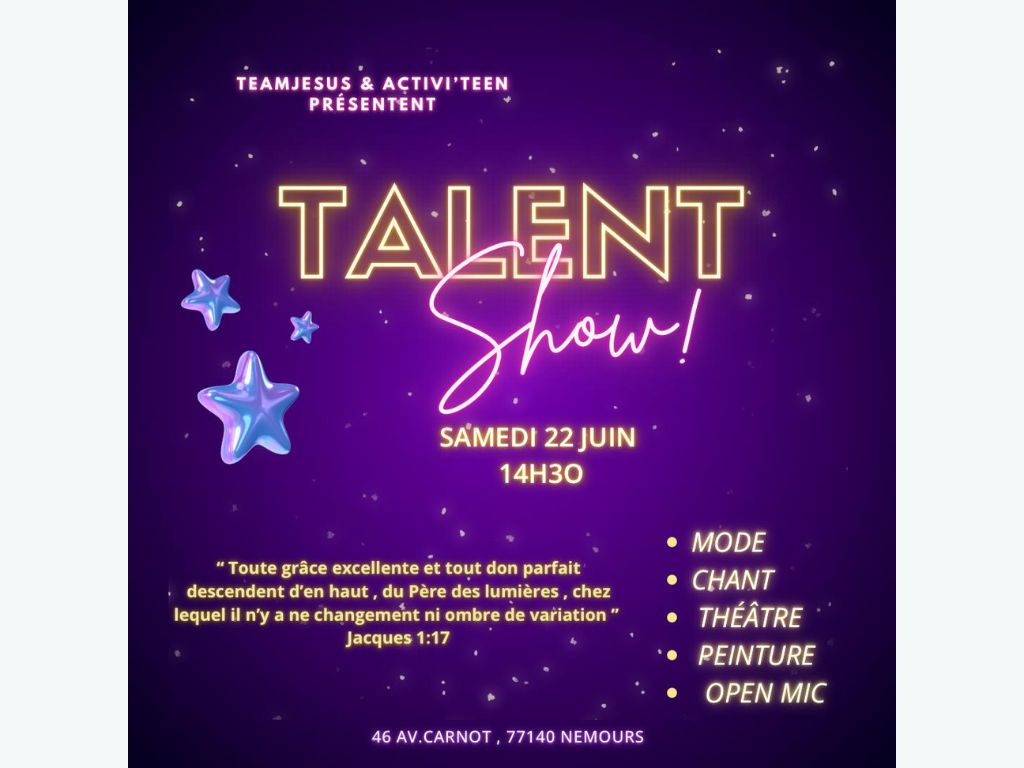 TEAMJESUS & ACTIVI’TEEN
PRÉSENTENT
TALENT
Show!
SAMEDI 22 JUIN
14H3O
“ Toute grâce excellente et tout don parfait
descendent d’en haut , du Père des lumières , chez
lequel il n’y a ne changement ni ombre de variation ”
Jacques 1:17
• MODE
• CHANT
• THÉÂTRE
• PEINTURE
• OPEN MIC
46 AV.CARNOT , 77140 NEMOURS